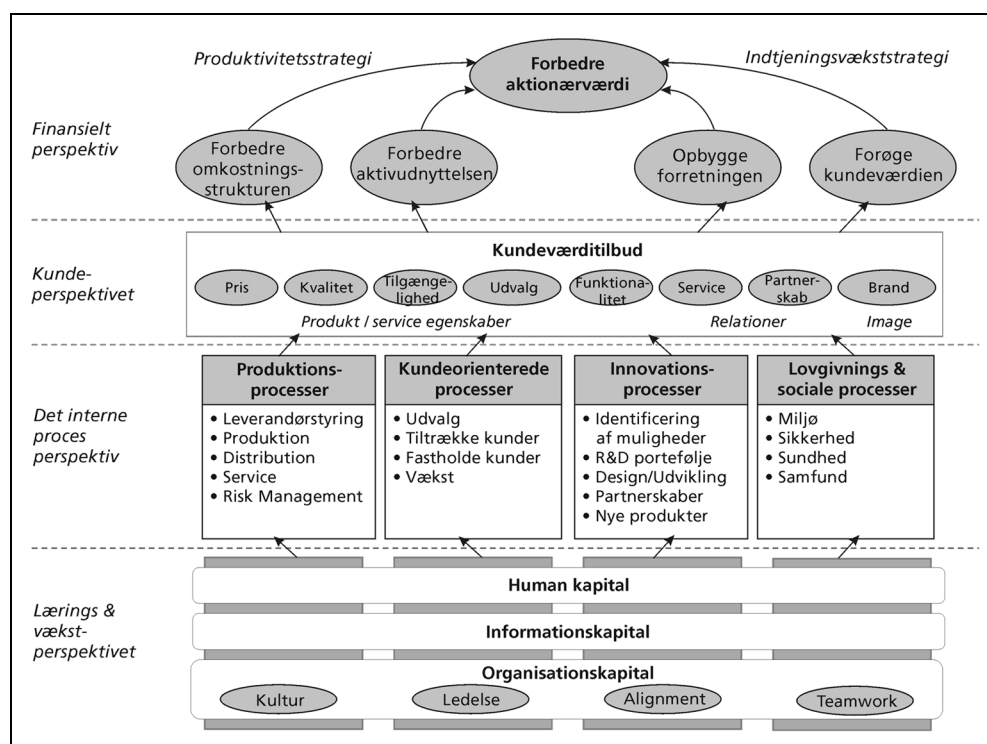 Produktivitetsstrategi
Forbedre
aktionærværdi
Indtjeningsvækststrategi
Finansielt
perspektiv
Forbedre
omkostnings-
strukturen
Forbedre
aktivudnyttelsen
Opbygge
forretningen
Forøge
kundeværdien
Kunde-
perspektivet
Kundeværditilbud
Pris
Kvalitet
Tilgænge-
lighed
Udvalg
Funktiona-
litet
Service
Partner-
skab
Brand
Produkt / service egenskaber
Relationer
Image
Det interne
proces
perspektiv
Produktions-
processer
• Leverandørstyring
• Produktion
• Distribution
• Service
• Risk Management
Kundeorienterede
processer
• Udvalg
• Tiltrække kunder
• Fastholde kunder
• Vækst
Innovations-
processer
• Identificering
af muligheder
• R&D portefølje
• Design/Udvikling
• Partnerskaber
• Nye produkter
Lovgivnings &
sociale processer
• Miljø
• Sikkerhed
• Sundhed
• Samfund
Lærings &
vækst-
perspektivet
Human kapital
Informationskapital
Organisationskapital
Kultur
Ledelse
Alignment
Teamwork